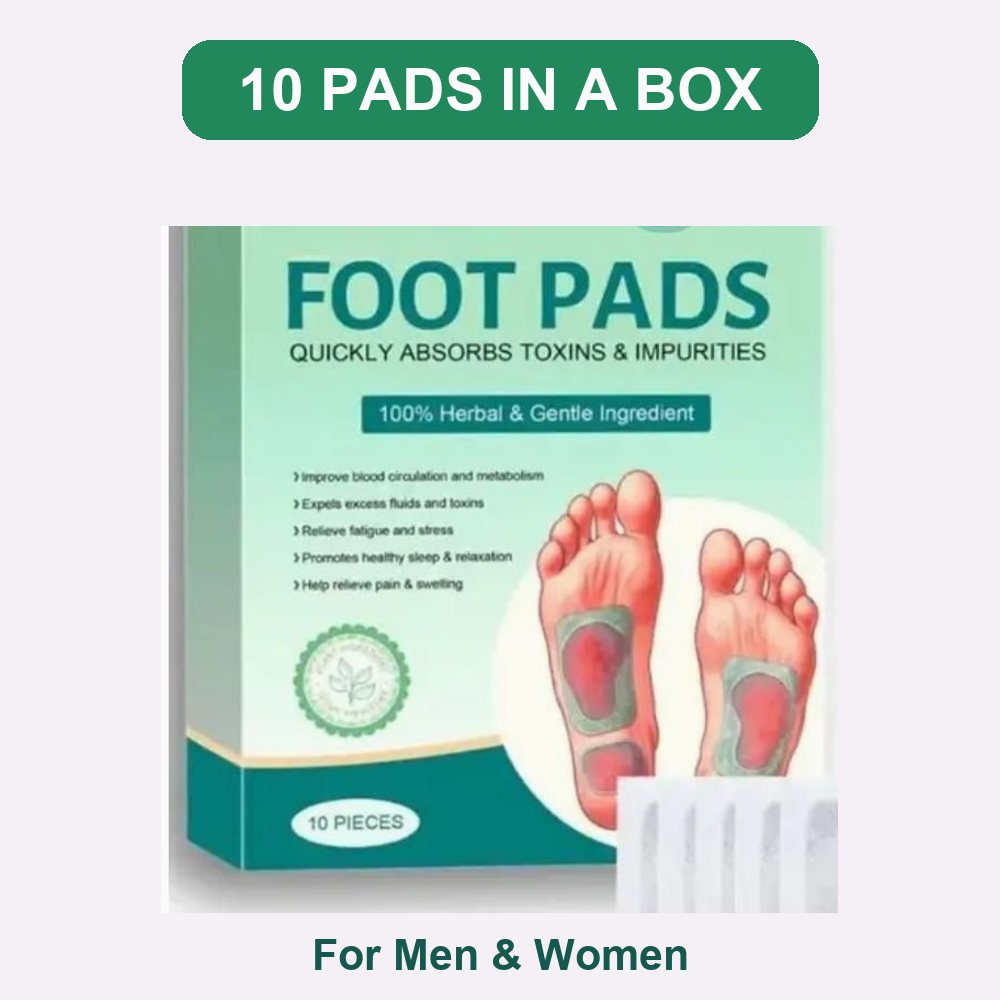 10 PADS IN A BOX
FOOT PADS
QUICKLY ABSORBS TOXINS & IMPURITIES
100% Herbal & Gentle Ingredient
Improve blood circulation and metabolism
Expels excess fluids and toxins
Relieve fatigue and stress
Promotes healthy sleep & relaxation
Help relieve pain & swelling
10 PIECES
For Men & Women